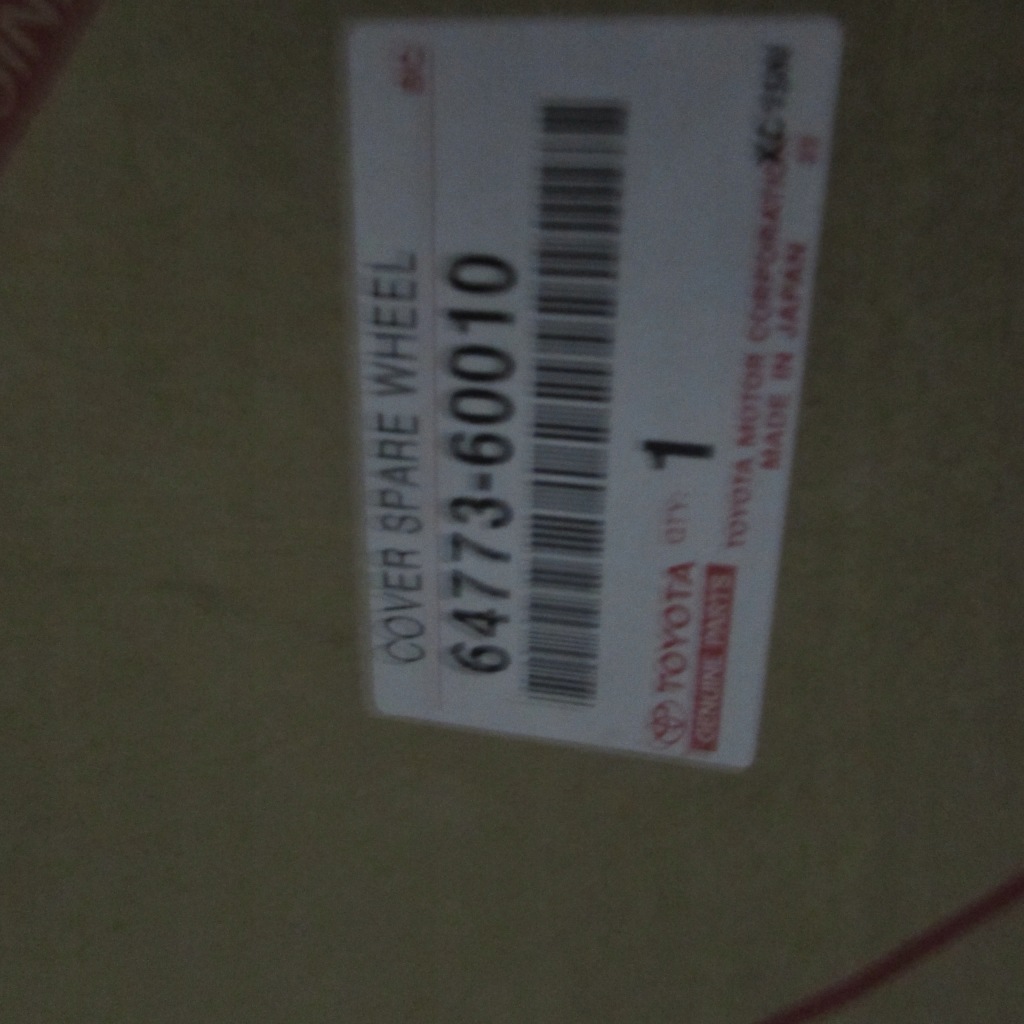 COVER SPARE WHEEL
64773-60010
TOYOTA QTY. 1
GENUINE PARTS
TOYOTA MOTOR CORPORATION
MADE IN JAPAN